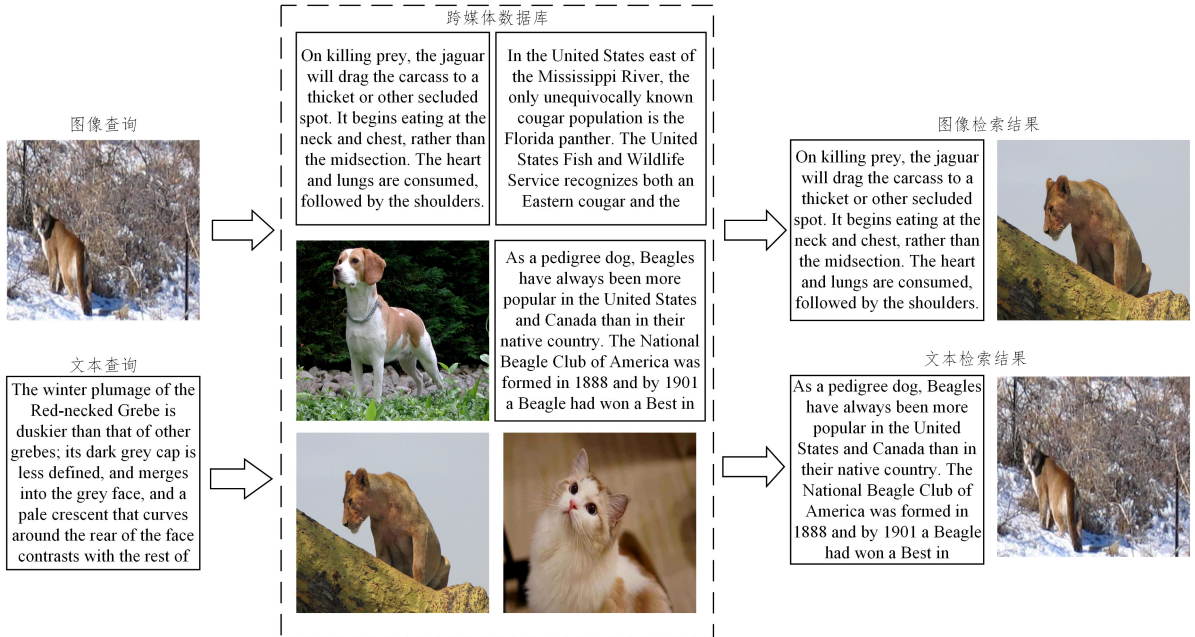 跨媒体数据库
On killing prey, the jaguar
will drag the carcass to a
thicket or other secluded
spot. It begins eating at the
neck and chest, rather than
the midsection. The heart
and lungs are consumed,
followed by the shoulders.
In the United States east of
the Mississippi River, the
only unequivocally known
cougar population is the
Florida panther. The United
States Fish and Wildlife
Service recognizes both an
Eastern cougar and the
As a pedigree dog, Beagles
have always been more
popular in the United States
and Canada than in their
native country. The National
Beagle Club of America was
formed in 1888 and by 1901
a Beagle had won a Best in
图像查询
文本查询
The winter plumage of the
Red-necked Grebe is
duskier than that of other
grebes; its dark grey cap is
less defined, and merges
into the grey face, and a
pale crescent that curves
around the rear of the face
contrasts with the rest of
图像检索结果
On killing prey, the jaguar
will drag the carcass to a
thicket or other secluded
spot. It begins eating at the
neck and chest, rather than
the midsection. The heart
and lungs are consumed,
followed by the shoulders.
文本检索结果
As a pedigree dog, Beagles
have always been more
popular in the United
States and Canada than in
their native country. The
National Beagle Club of
America was formed in
1888 and by 1901 a Beagle
had won a Best in